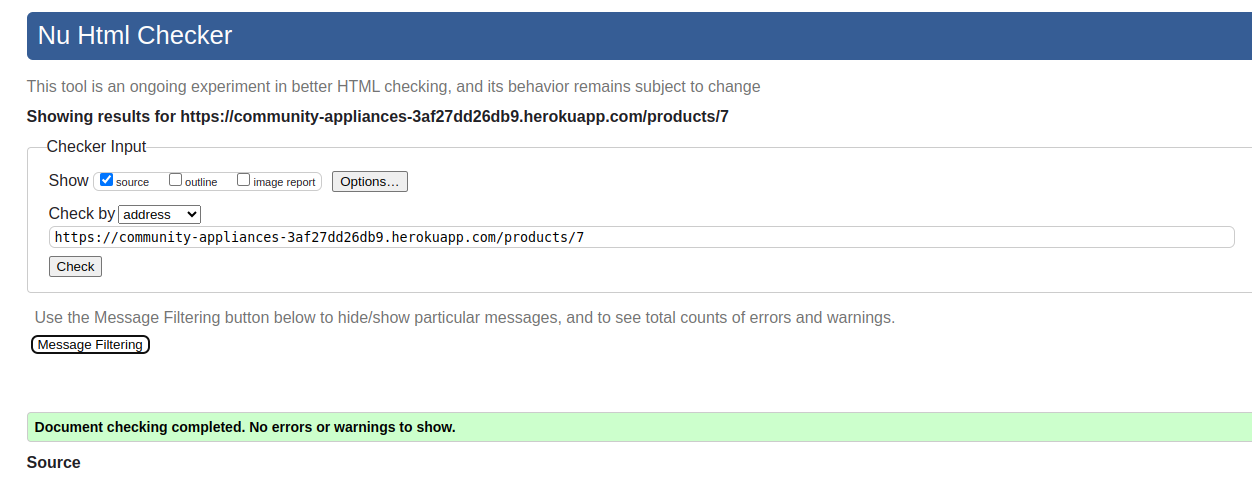 Nu Html Checker
This tool is an ongoing experiment in better HTML checking, and its behavior remains subject to change
Showing results for https://community-appliances-3af27dd26db9.herokuapp.com/products/7
Checker Input
Show source outline image report Options...
Check by address
https://community-appliances-3af27dd26db9.herokuapp.com/products/7
Check
Use the Message Filtering button below to hide/show particular messages, and to see total counts of errors and warnings.
Message Filtering
Document checking completed. No errors or warnings to show.
Source